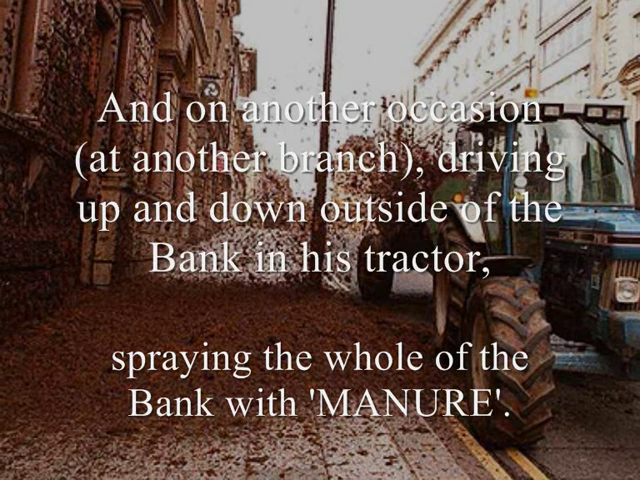 And on another occasion
(at another branch), driving
up and down outside of the
Bank in his tractor,
spraying the whole of the
Bank with 'MANURE'.